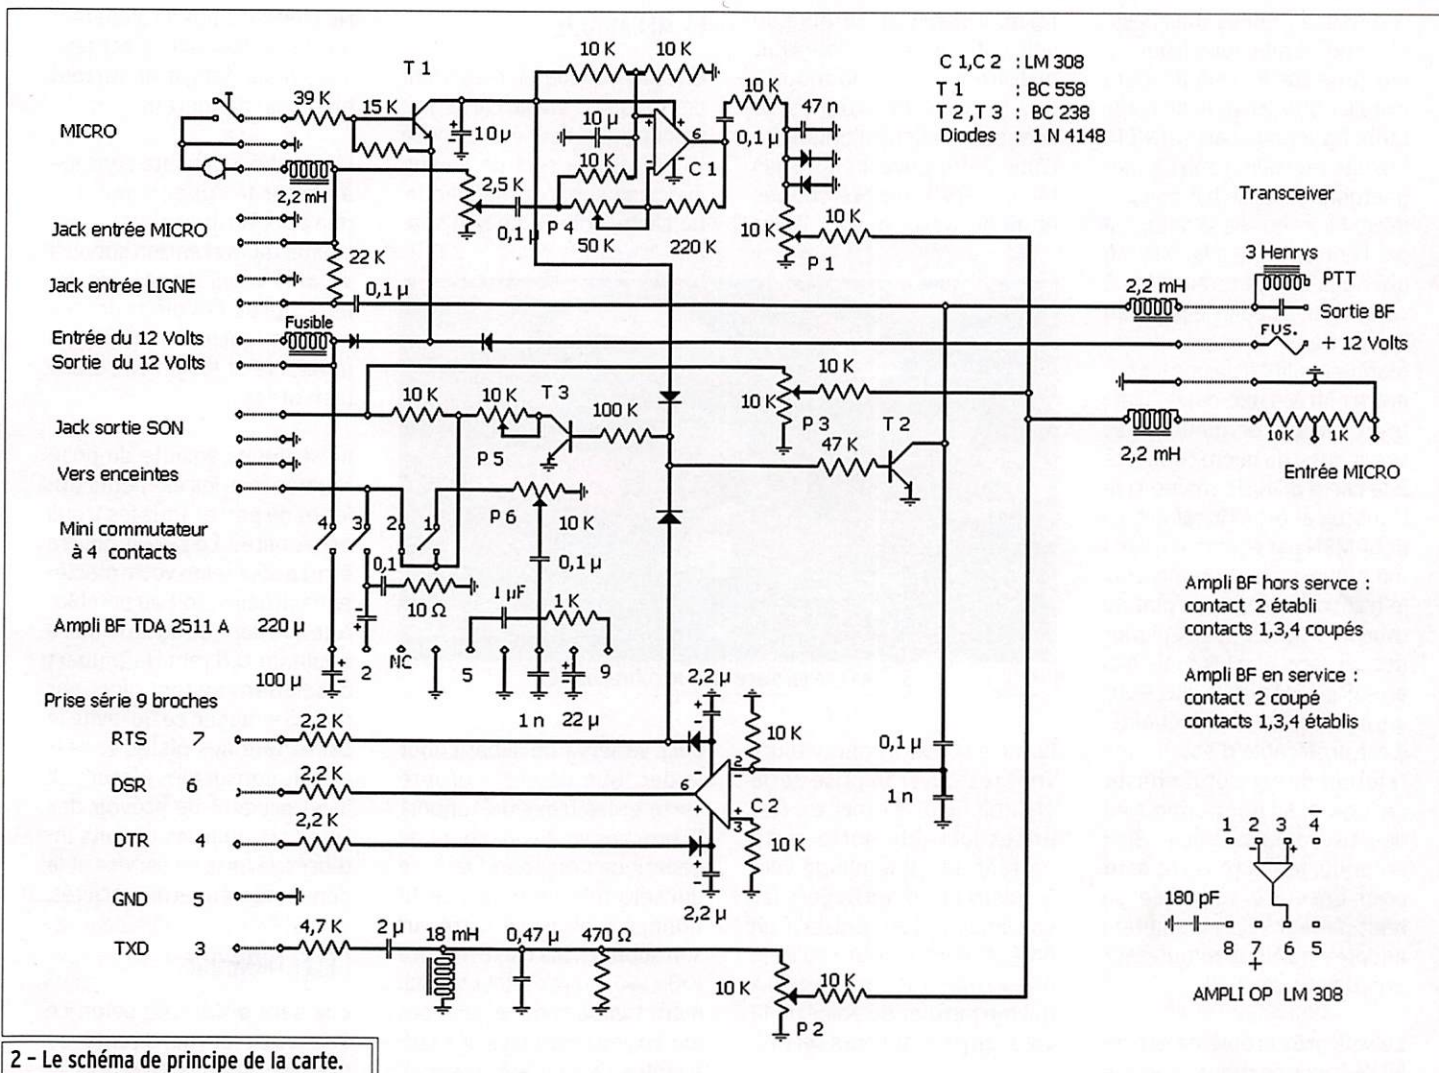 10 K
10 K
T 1
C 1,C 2 : LM 308
T 1 : BC 558
T 2 ,T 3 : BC 238
Diodes : 1 N 4148
39 K
15 K
10 K
47 n
MICRO
10 µ
10 µ
+
6
-
C 1
0,1 µ
10 K
2,2 mH
2,5 K
Transceiver
Jack entrée MICRO
0,1 µ
P 4
50 K
220 K
10 K
10 K
P 1
22 K
3 Henrys
PTT
Jack entrée LIGNE
0,1 µ
2,2 mH
Sortie BF
Entrée du 12 Volts
Fusible
FUS.
+ 12 Volts
Sortie du 12 Volts
10 K
10 K
10 K
T 3
100 K
10 K
P 3
T 2
Jack sortie SON
P 5
47 K
10K
1K
2,2 mH
Vers enceintes
Entrée MICRO
P 6
10 K
Mini commutateur
à 4 contacts
4 3 2 1
0,1
0,1 µ
10 Ω
1 µF
1 K
Ampli BF hors servce :
contact 2 établi
contacts 1,3,4 coupés
Ampli BF TDA 2511 A
220 µ
100 µ
2
NC
5
9
1 n
22 µ
2,2 µ
Ampli BF en service :
contact 2 coupé
contacts 1,3,4 établis
Prise série 9 broches
RTS 7
2,2 K
10 K
0,1 µ
DSR 6
2,2 K
6
2
C 2
3
1 n
DTR 4
2,2 K
10 K
2,2 µ
GND 5
TXD 3
4,7 K
2 µ
18 mH
0,47 µ
470 Ω
10 K
10 K
P 2
1 2 3 4
180 pF
8 7 6 5
AMPLI OP LM 308
2 – Le schéma de principe de la carte.